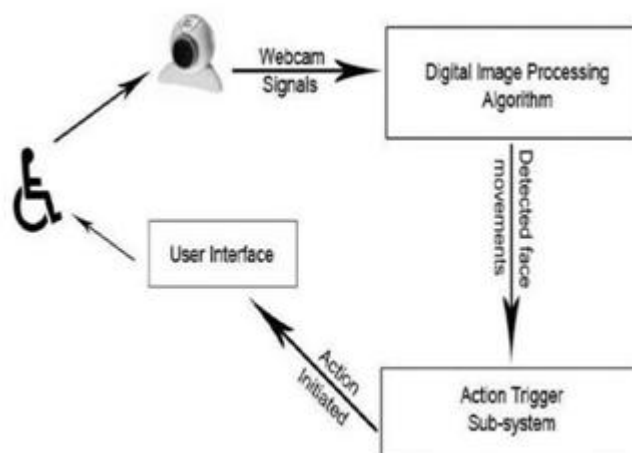 Webcam
Signals
Digital Image Processing
Algorithm
Detected face
movements
User Interface
Action
Initiated
Action Trigger
Sub-system